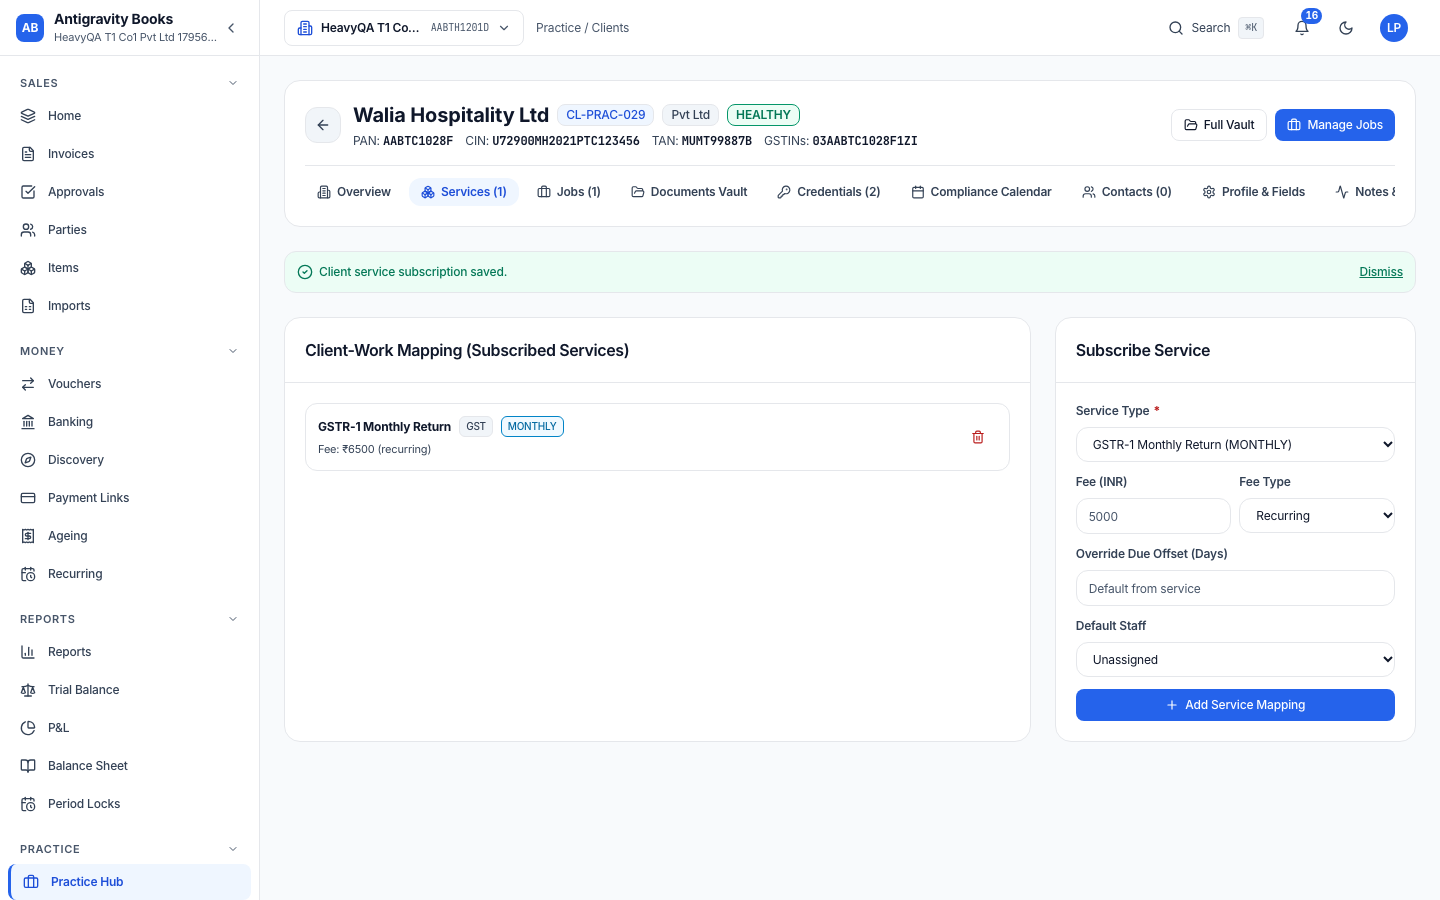 AB
Antigravity Books
HeavyQA T1 Co1 Pvt Ltd 17956...
HeavyQA T1 Co...
AABTH1201D
Practice / Clients
Search
⌘K
16
LP
SALES
Home
Invoices
Approvals
Parties
Items
Imports
MONEY
Vouchers
Banking
Discovery
Payment Links
Ageing
Recurring
REPORTS
Reports
Trial Balance
P&L
Balance Sheet
Period Locks
PRACTICE
Practice Hub
Walia Hospitality Ltd
CL-PRAC-029
Pvt Ltd
HEALTHY
PAN: AABTC1028F CIN: U72900MH2021PTC123456 TAN: MUMT99887B GSTINs: 03AABTC1028F1ZI
Full Vault
Manage Jobs
Overview
Services (1)
Jobs (1)
Documents Vault
Credentials (2)
Compliance Calendar
Contacts (0)
Profile & Fields
Notes &
Client service subscription saved.
Dismiss
Client-Work Mapping (Subscribed Services)
GSTR-1 Monthly Return
GST
MONTHLY
Fee: ₹6500 (recurring)
Subscribe Service
Service Type *
GSTR-1 Monthly Return (MONTHLY)
Fee (INR)
Fee Type
5000
Recurring
Override Due Offset (Days)
Default from service
Default Staff
Unassigned
Add Service Mapping